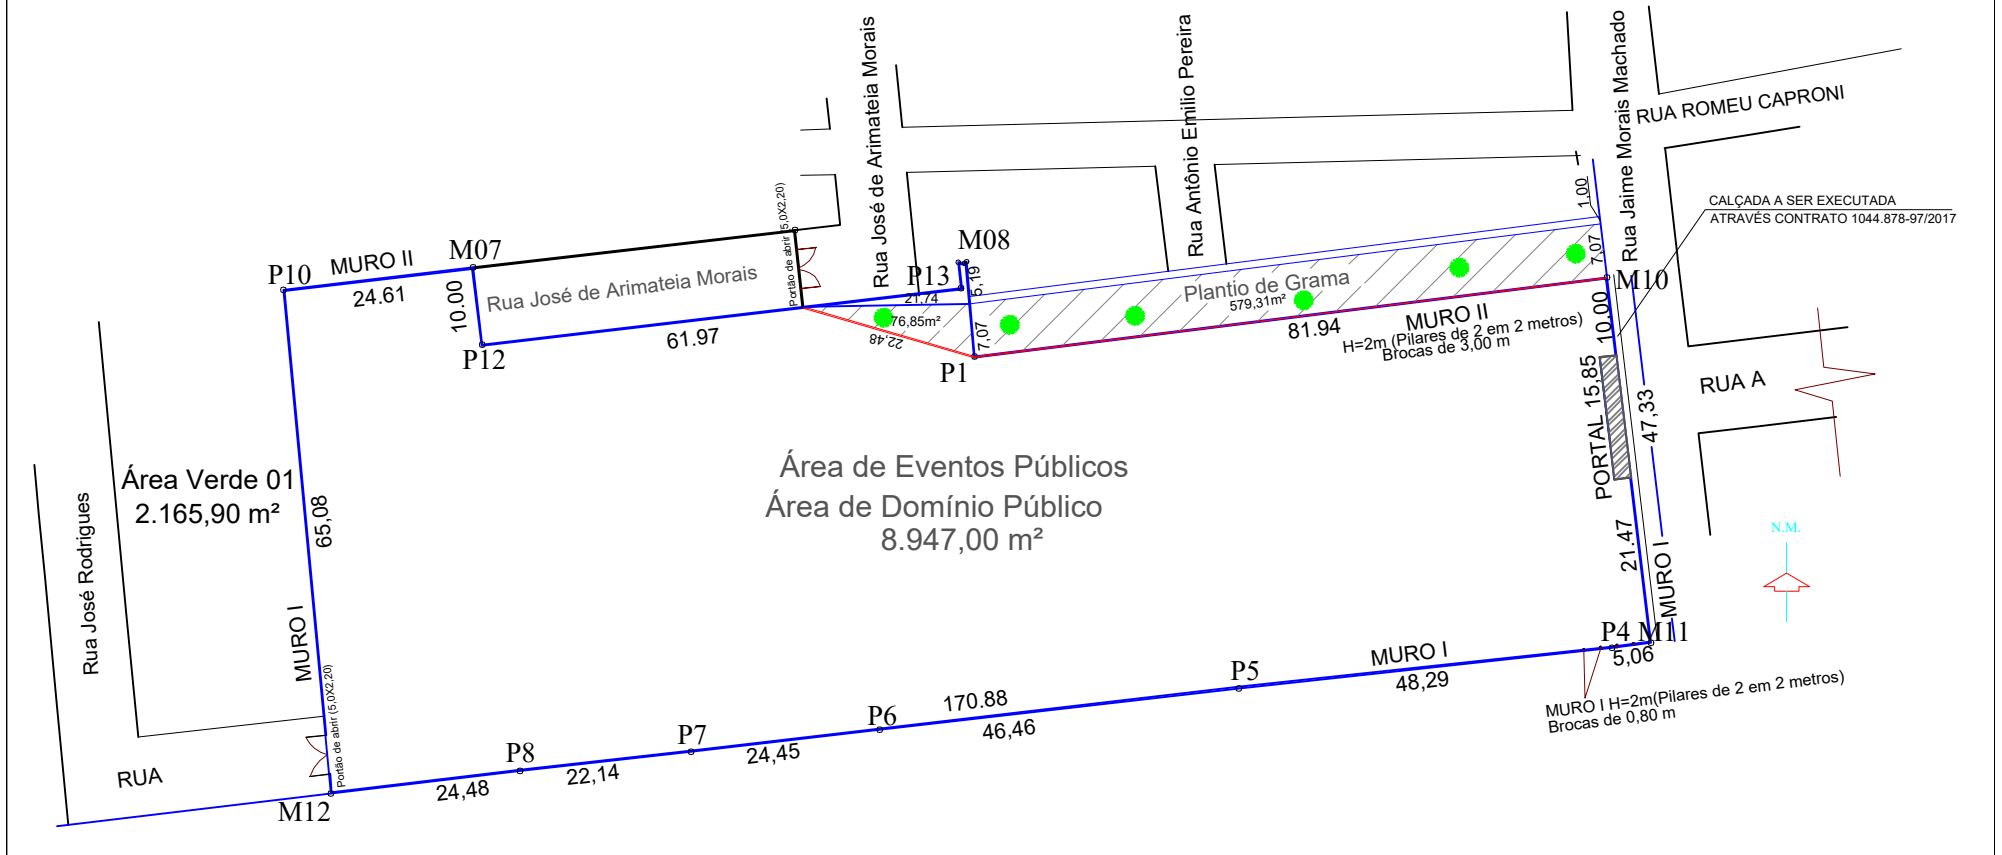 Rua José de Arimateia Morais
Rua Antônio Emilio Pereira
Rua Jaime Morais Machado
RUA ROMEU CAPRONI
CALÇADA A SER EXECUTADA
ATRAVÉS CONTRATO 1044.878-97/2017
1,00
7,07
P10
MURO II
24.61
M07
10.00
Rua José de Arimateia Morais
Portão de abrir (5,0X2,20)
M08
P13
5,19
21,74
76,85m²
22,48
7,07
P12
61.97
P1
Plantio de Grama
579,31m²
81.94
MURO II
H=2m (Pilares de 2 em 2 metros)
Brocas de 3,00 m
M10
10,00
PORTAL 15,85
47,33
21.47
MURO I
RUA A
N.M.
Área Verde 01
2.165,90 m²
Rua José Rodrigues
65,08
MURO I
Portão de abrir (5,0X2,20)
RUA
M12
Área de Eventos Públicos
Área de Domínio Público
8.947,00 m²
24,48
P8
22,14
P7
24,45
P6
170.88
46,46
P5
MURO I
48,29
P4
M11
5,06
MURO I H=2m(Pilares de 2 em 2 metros)
Brocas de 0,80 m